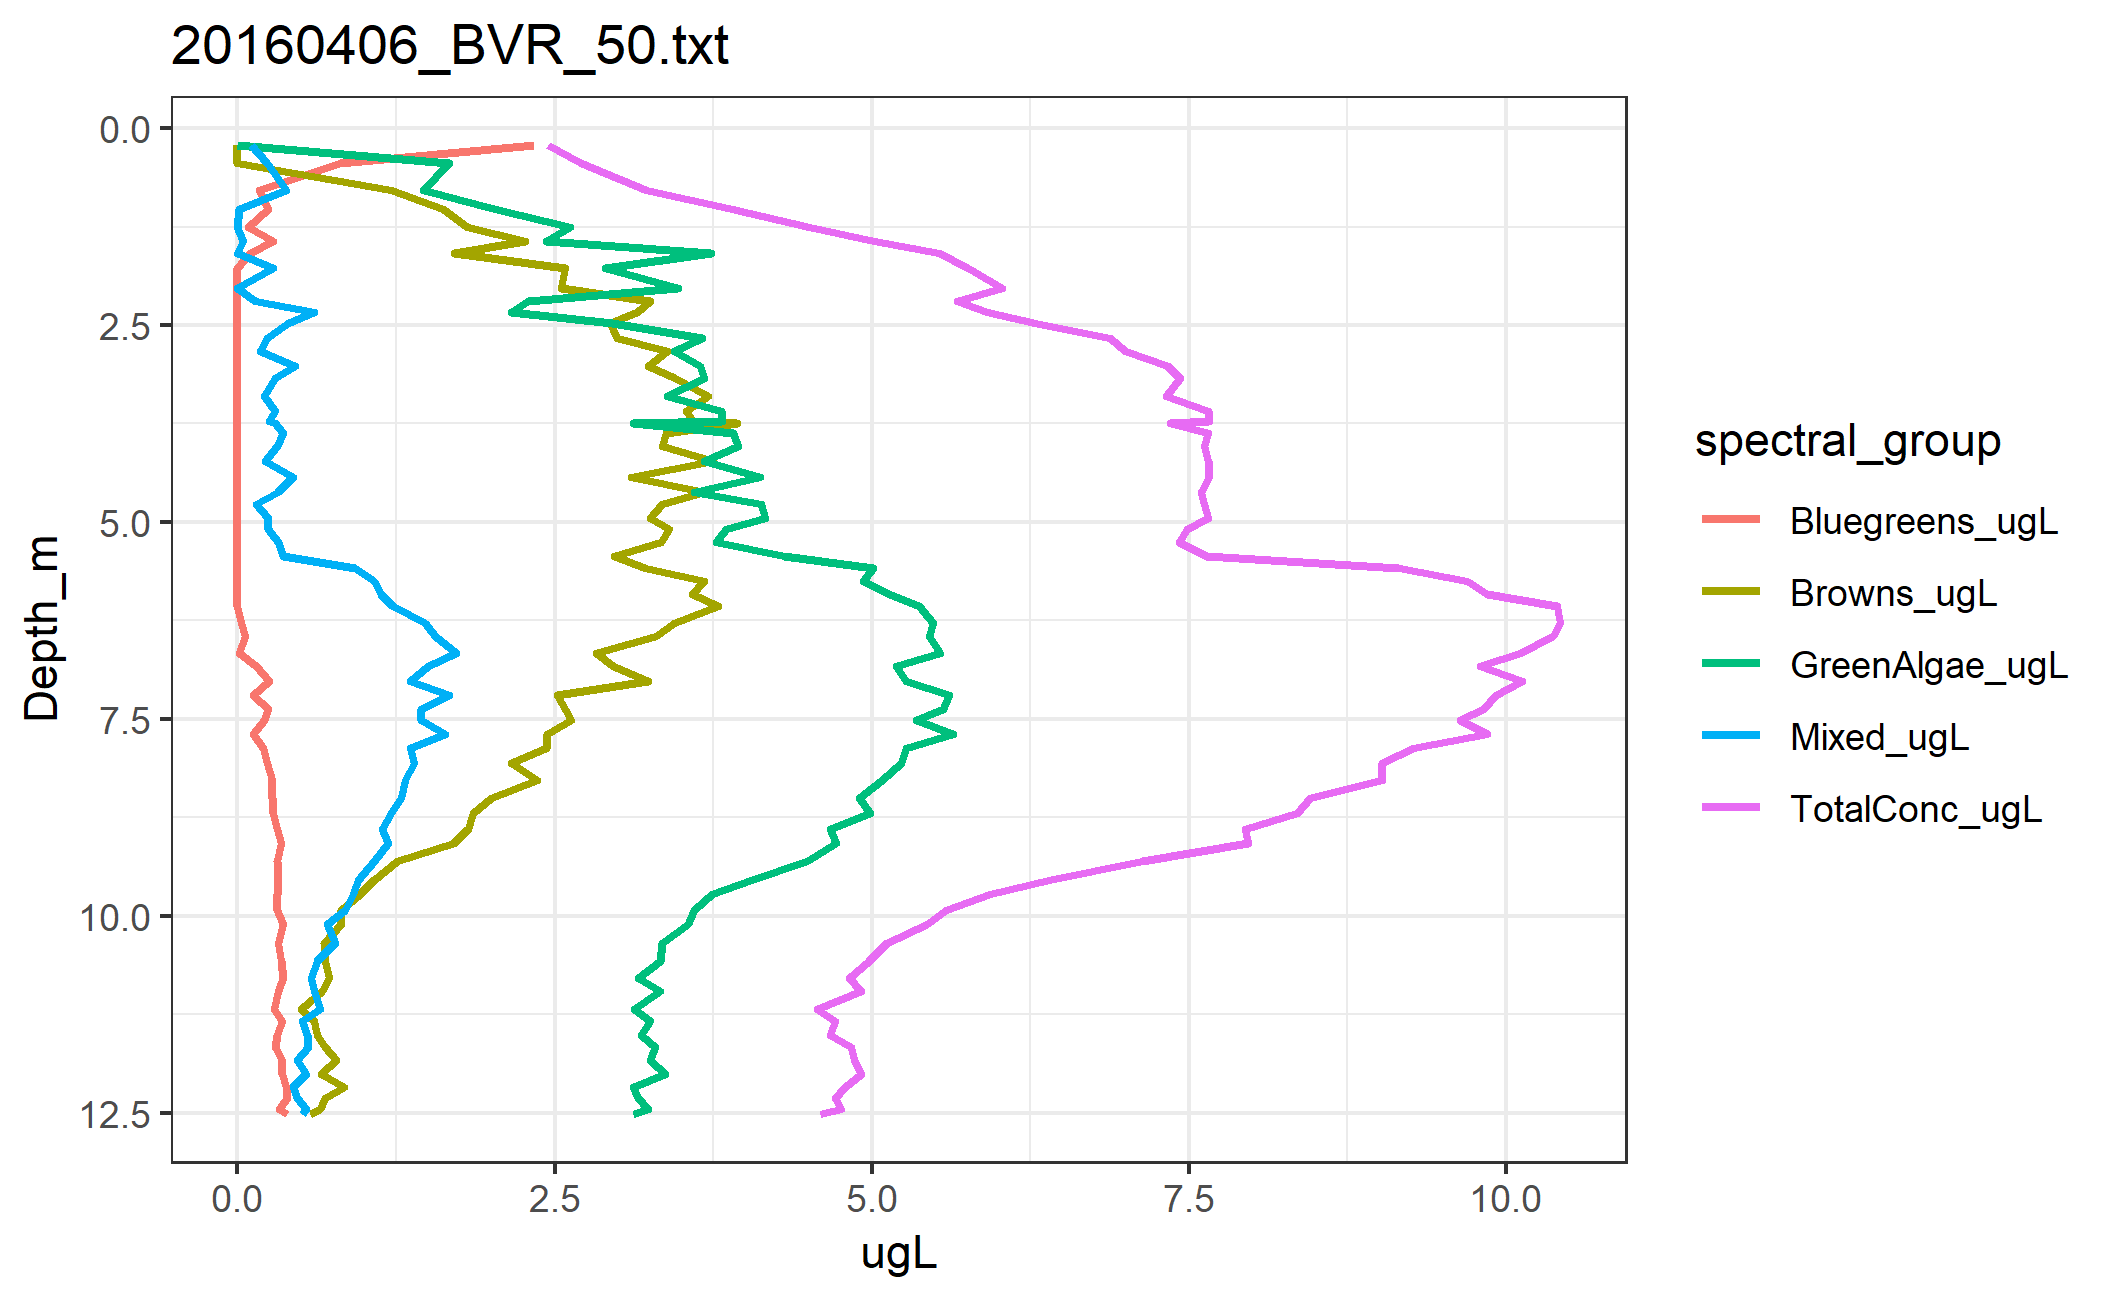 20160406_BVR_50.txt
0.0
2.5
5.0
7.5
10.0
12.5
Depth_m
0.0 2.5 5.0 7.5 10.0
ugL
spectral_group
Bluegreens_ugL
Browns_ugL
GreenAlgae_ugL
Mixed_ugL
TotalConc_ugL